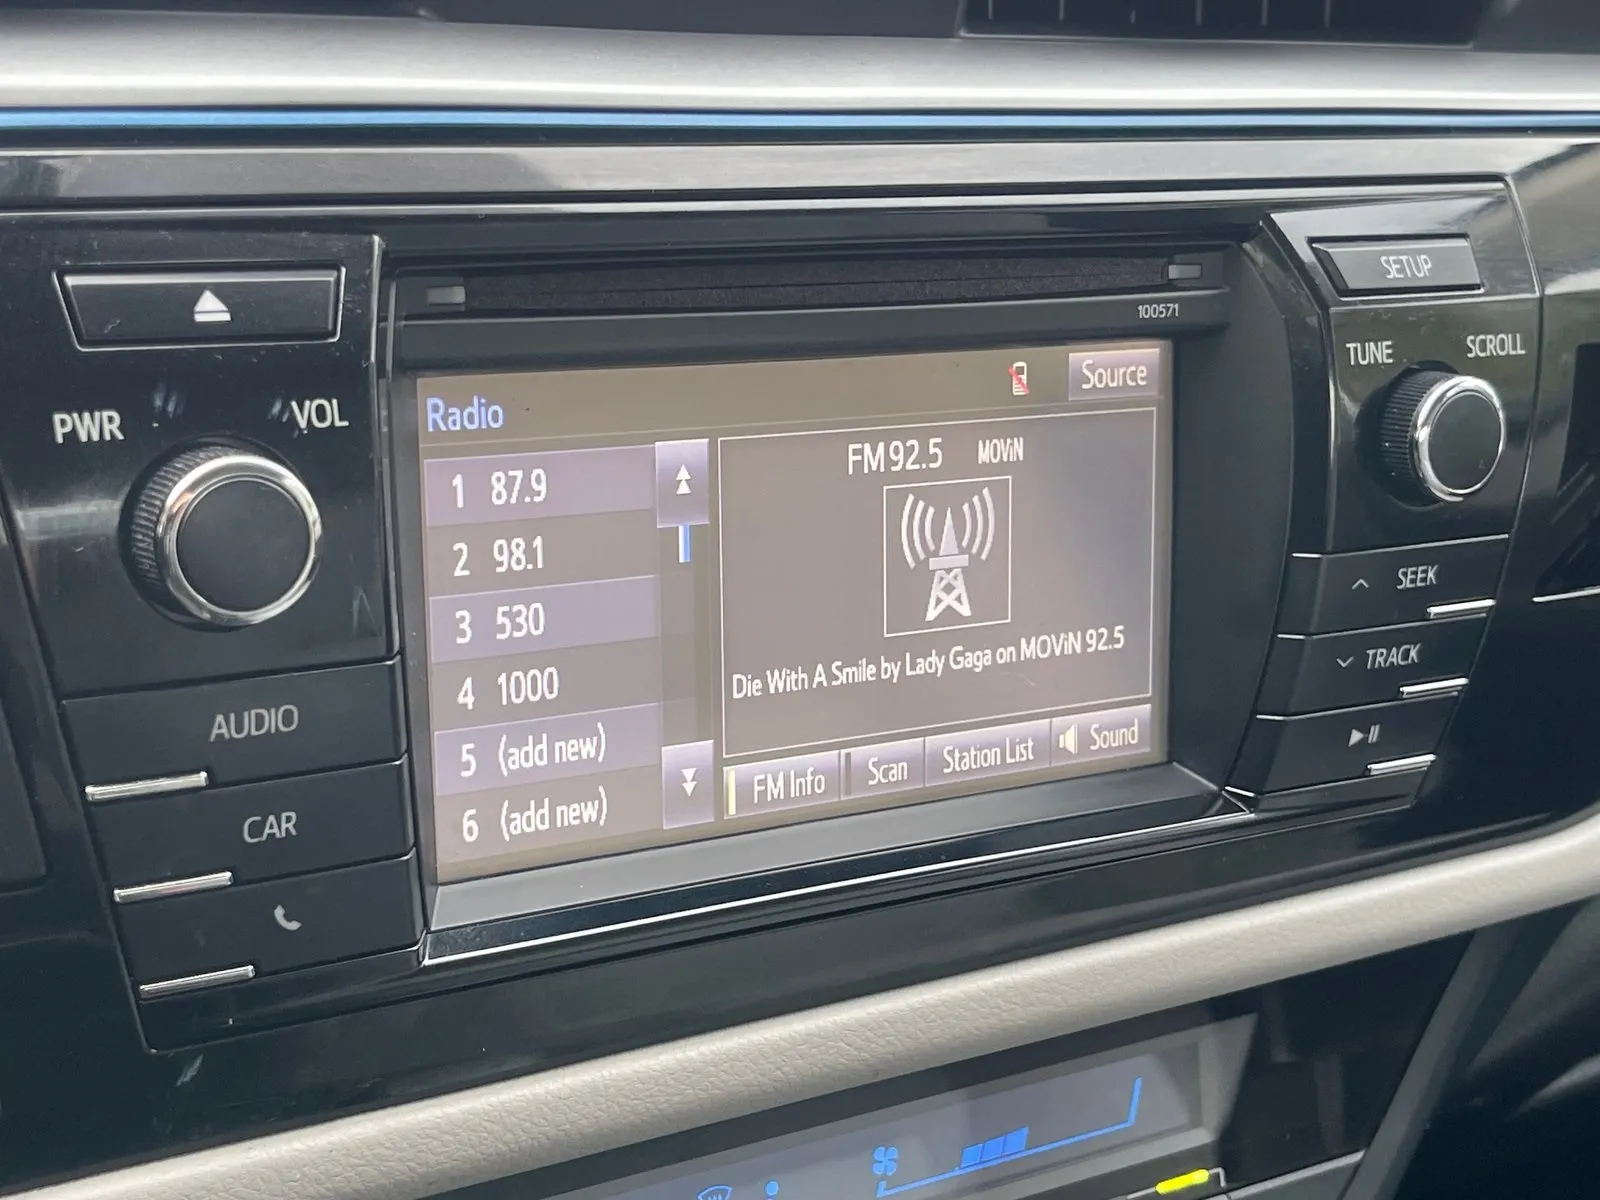 SETUP
100571
TUNE SCROLL
PWR VOL
Radio
Source
1 87.9
2 98.1
3 530
4 1000
5 (add new)
6 (add new)
FM 92.5 MOViN
Die With A Smile by Lady Gaga on MOViN 92.5
FM Info
Scan
Station List
Sound
AUDIO
CAR
SEEK
TRACK